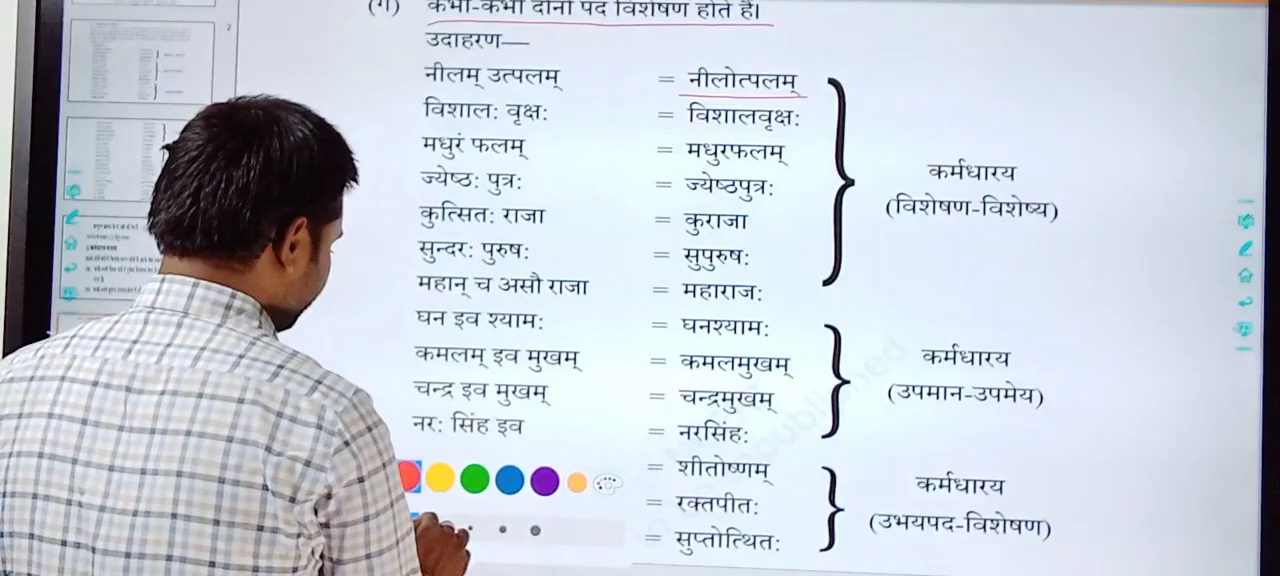 (ग) कभी-कभी दोनों पद विशेषण होते हैं।
उदाहरण—
नीलम् उत्पलम् = नीलोत्पलम्
विशालः वृक्षः = विशालवृक्षः
मधुरं फलम् = मधुरफलम्
ज्येष्ठः पुत्रः = ज्येष्ठपुत्रः
कुत्सितः राजा = कुराजा
सुन्दरः पुरुषः = सुपुरुषः
महान् च असौ राजा = महाराजः
कर्मधारय
(विशेषण-विशेष्य)
घन इव श्यामः = घनश्यामः
कमलम् इव मुखम् = कमलमुखम्
चन्द्र इव मुखम् = चन्द्रमुखम्
नरः सिंह इव = नरसिंहः
कर्मधारय
(उपमान-उपमेय)
= शीतोष्णम्
= रक्तपीतः
= सुप्तोत्थितः
कर्मधारय
(उभयपद-विशेषण)
2